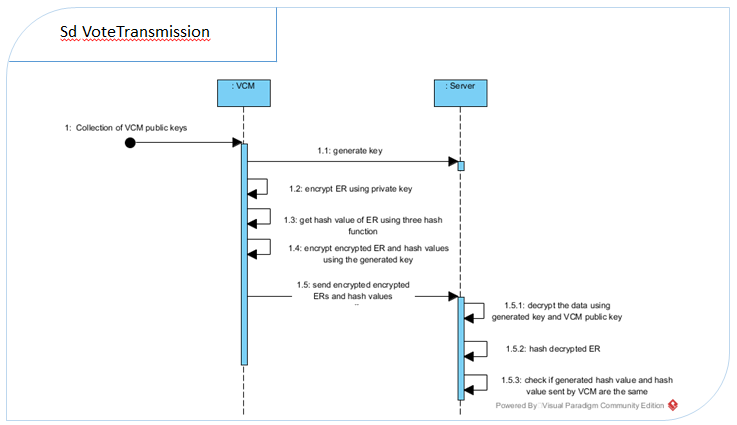 Sd VoteTransmission
: VCM
: Server
1: Collection of VCM public keys
1.1: generate key
1.2: encrypt ER using private key
1.3: get hash value of ER using three hash
function
1.4: encrypt encrypted ER and hash values
using the generated key
1.5: send encrypted encrypted
ERs and hash values
1.5.1: decrypt the data using
generated key and VCM public key
1.5.2: hash decrypted ER
1.5.3: check if generated hash value and hash
value sent by VCM are the same
Powered By Visual Paradigm Community Edition